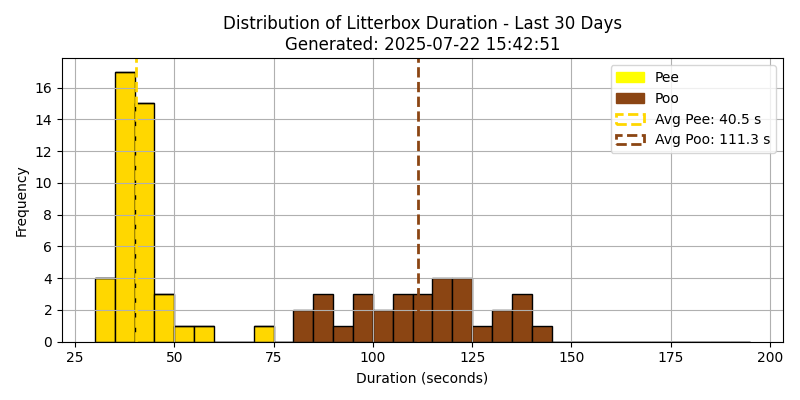 Distribution of Litterbox Duration - Last 30 Days
Generated: 2025-07-22 15:42:51
Pee
Poo
Avg Pee: 40.5 s
Avg Poo: 111.3 s
Frequency
16
14
12
10
8
6
4
2
0
25 50 75 100 125 150 175 200
Duration (seconds)